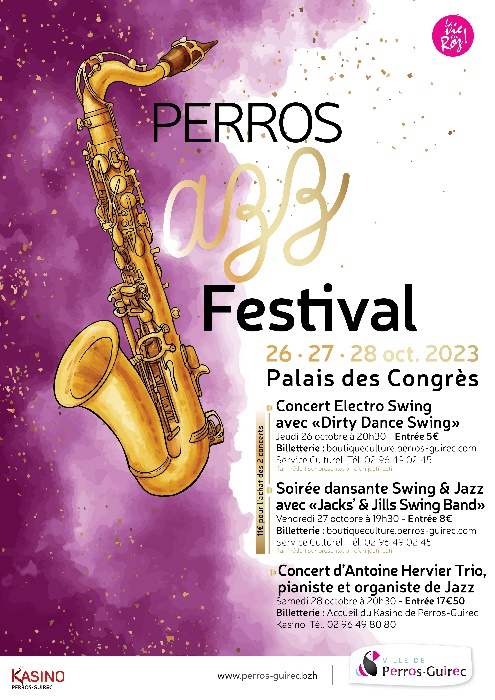 La
vie
en
Röz!
PERROS
azz
Festival
26 · 27 · 28 oct. 2023
Palais des Congrès
Concert Electro Swing
avec «Dirty Dance Swing»
Jeudi 26 octobre à 20h30 - Entrée 5€
Billetterie : boutiqueculture.perros-guirec.com
Service Culturel Tél. 02 96 49 02 45
11€ pour l'achat des 2 concerts
Soirée dansante Swing & Jazz
avec «Jacks' & Jills Swing Band»
Vendredi 27 octobre à 19h30 - Entrée 8€
Billetterie : boutiqueculture.perros-guirec.com
Service Culturel Tél. 02 96 49 02 45
Concert d'Antoine Hervier Trio,
pianiste et organiste de Jazz
Samedi 28 octobre à 20h30 - Entrée 17€50
Billetterie : Accueil du Kasino de Perros-Guirec
Kasino Tél. 02 96 49 80 80
KASINO
PERROS-GUIREC
www.perros-guirec.bzh
VILLE DE
Perros-Guirec